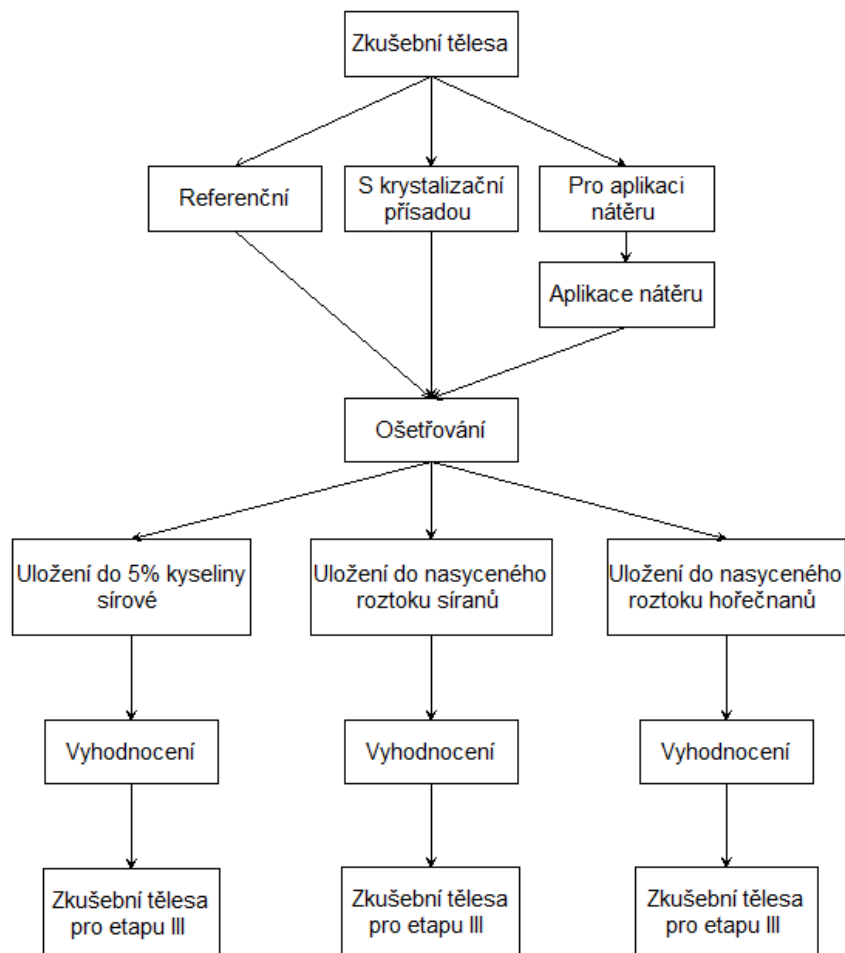 Zkušební tělesa
Referenční
S krystalizační
přísadou
Pro aplikaci
nátěru
Aplikace nátěru
Ošetřování
Uložení do 5% kyseliny
sírové
Uložení do nasyceného
roztoku síranů
Uložení do nasyceného
roztoku hořečnanů
Vyhodnocení
Vyhodnocení
Vyhodnocení
Zkušební tělesa
pro etapu III
Zkušební tělesa
pro etapu III
Zkušební tělesa
pro etapu III